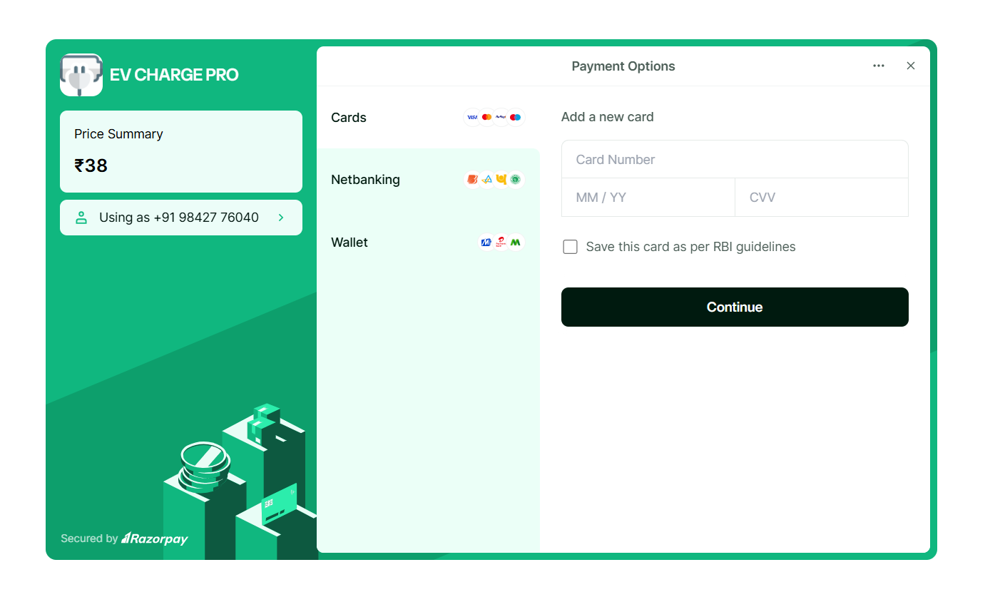 EV CHARGE PRO
Price Summary
₹38
Using as +91 98427 76040
Secured by Razorpay
Payment Options
Cards
VISA
Netbanking
Wallet
Add a new card
Card Number
MM / YY
CVV
Save this card as per RBI guidelines
Continue